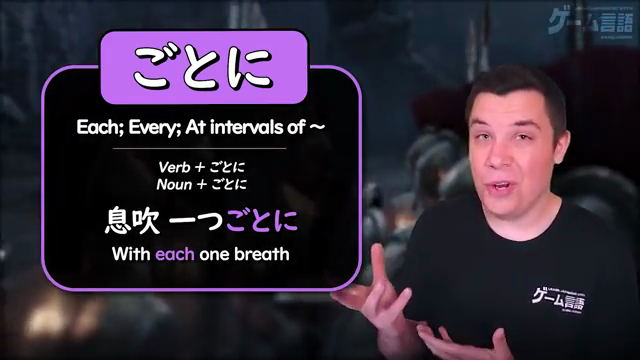 ごとに
Each; Every; At intervals of ～
Verb + ごとに
Noun + ごとに
息吹 一つごとに
With each one breath
ゲーム言語
ゲーム言語